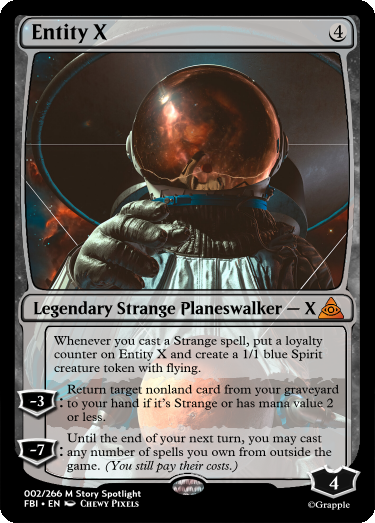 Entity X 4
Legendary Strange Planeswalker — X
Whenever you cast a Strange spell, put a loyalty
counter on Entity X and create a 1/1 blue Spirit
creature token with flying.
-3: Return target nonland card from your graveyard
to your hand if it's Strange or has mana value 2
or less.
-7: Until the end of your next turn, you may cast
any number of spells you own from outside the
game. (You still pay their costs.)
4
002/266 M Story Spotlight
FBI • EN Chewy Pixels
©Grapple